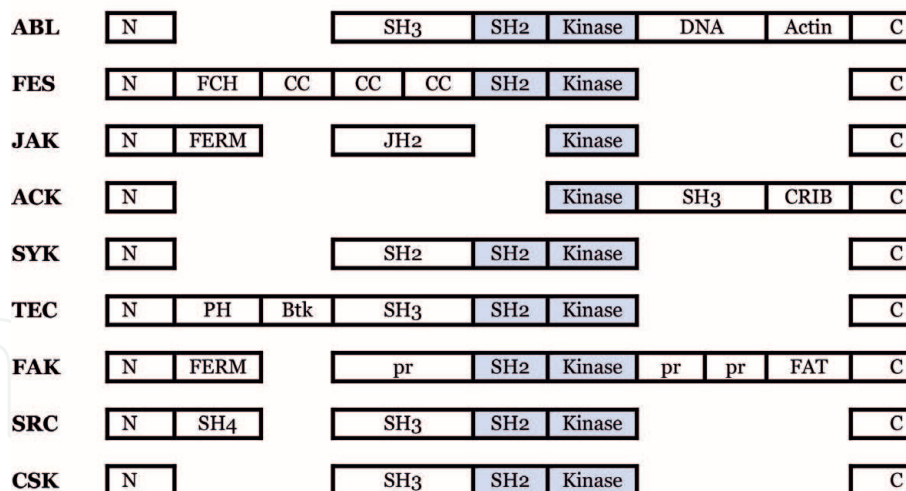 ABL N SH3 SH2 Kinase DNA Actin C
FES N FCH CC CC CC SH2 Kinase C
JAK N FERM JH2 Kinase C
ACK N Kinase SH3 CRIB C
SYK N SH2 SH2 Kinase C
TEC N PH Btk SH3 SH2 Kinase C
FAK N FERM pr SH2 Kinase pr pr FAT C
SRC N SH4 SH3 SH2 Kinase C
CSK N SH3 SH2 Kinase C